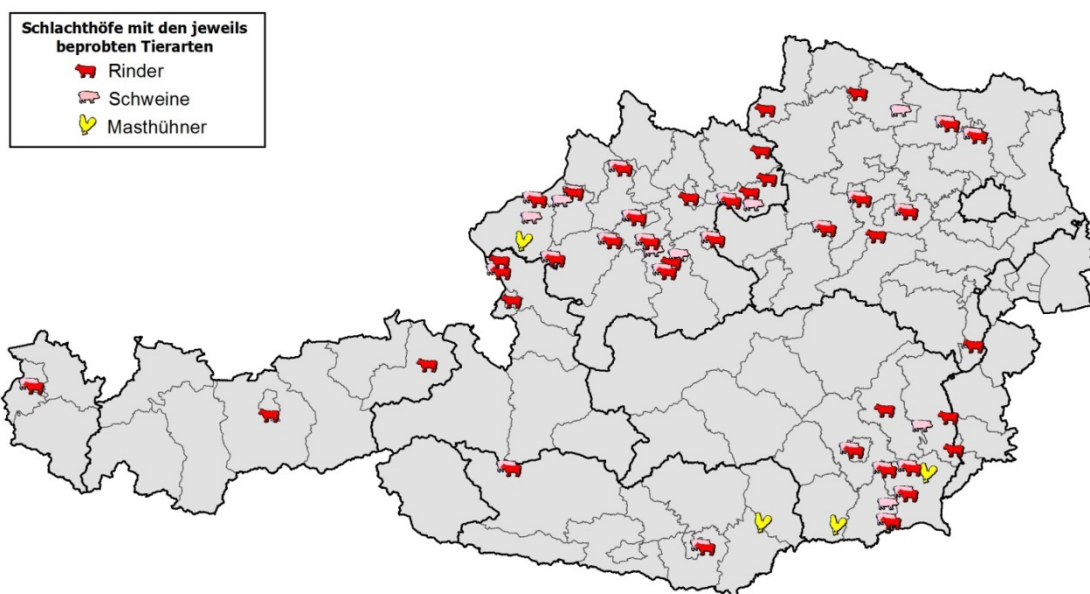 Schlachthöfe mit den jeweils
beprobten Tierarten
Rinder
Schweine
Masthühner